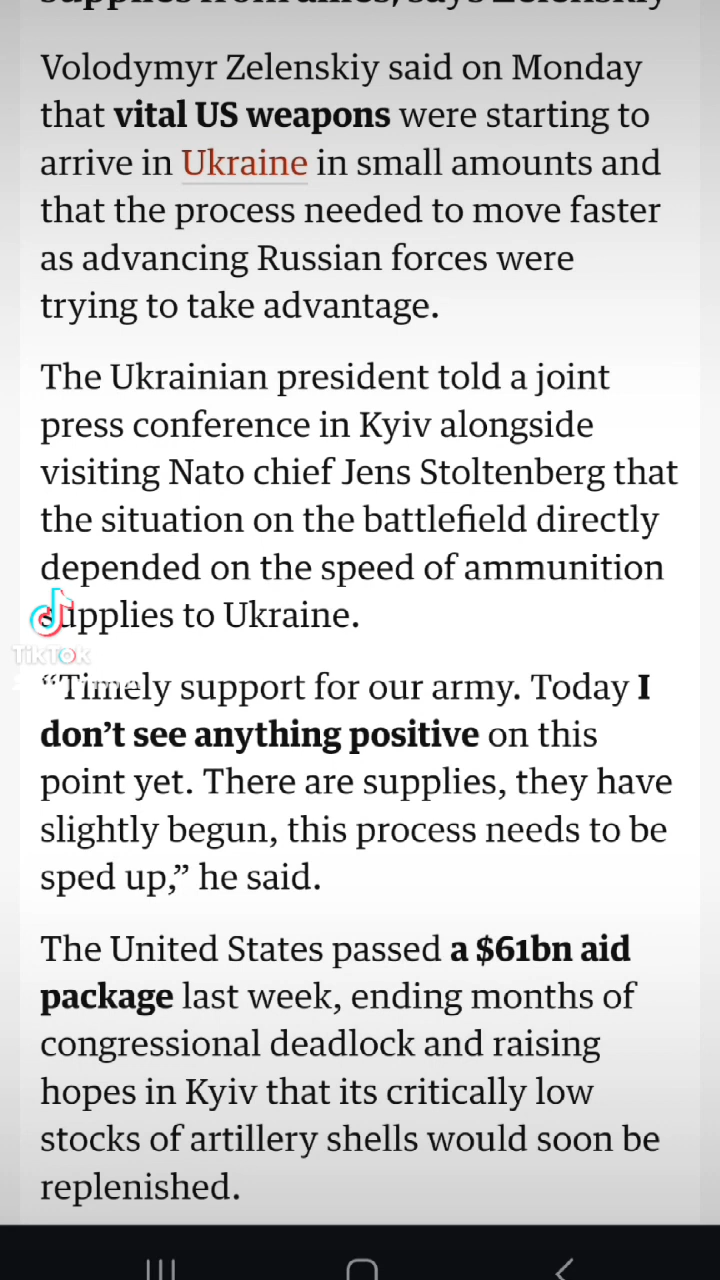 supplies from allies, says Zelenskiy
Volodymyr Zelenskiy said on Monday
that vital US weapons were starting to
arrive in Ukraine in small amounts and
that the process needed to move faster
as advancing Russian forces were
trying to take advantage.
The Ukrainian president told a joint
press conference in Kyiv alongside
visiting Nato chief Jens Stoltenberg that
the situation on the battlefield directly
depended on the speed of ammunition
supplies to Ukraine.
TikTok
“Timely support for our army. Today I
don’t see anything positive on this
point yet. There are supplies, they have
slightly begun, this process needs to be
sped up,” he said.
The United States passed a $61bn aid
package last week, ending months of
congressional deadlock and raising
hopes in Kyiv that its critically low
stocks of artillery shells would soon be
replenished.